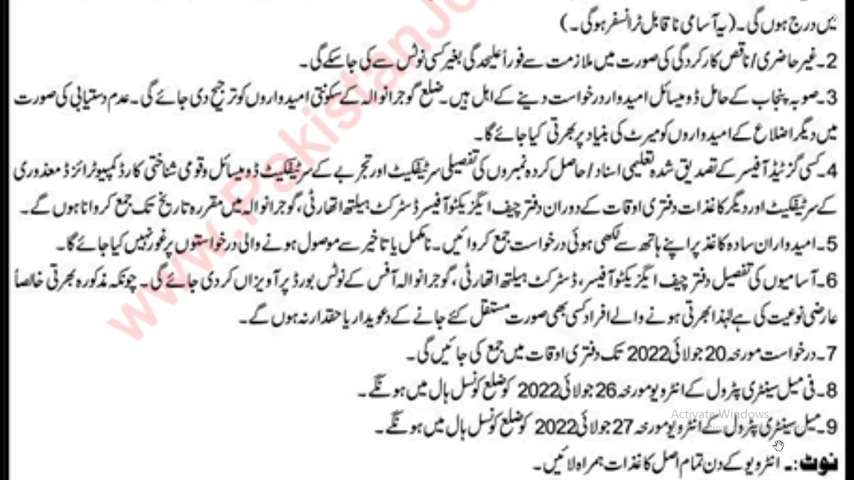 میں درج ہوں گی۔ (یہ آسامی نا قابل ٹرانسفر ہوگی۔)
2۔ غیر حاضری/ ناقص کارکردگی کی صورت میں ملازمت سے فوراً علیحدگی بغیر کسی نوٹس سے کی جاسکے گی۔
3۔ صوبہ پنجاب کے حامل ڈومیسائل امیدوار درخواست دینے کے اہل ہیں۔ ضلع گوجرانوالہ کے سکونتی امیدواروں کو ترجیح دی جائے گی۔ عدم دستیابی کی صورت
میں دیگر اضلاع کے امیدواروں کو میرٹ کی بنیاد پر بھرتی کیا جائے گا۔
4۔ کسی گزٹیڈ آفیسر کے تصدیق شدہ تعلیمی اسناد/ حاصل کردہ نمبروں کی تفصیلی سرٹیفکیٹ اور تجربے کے سرٹیفکیٹ ڈومیسائل وقومی شناختی کارڈ کمپیوٹرائزڈ معذوری
کے سرٹیفکیٹ اور دیگر کاغذات دفتری اوقات کے دوران دفتر چیف ایگزیکٹو آفیسر ڈسٹرکٹ ہیلتھ اتھارٹی، گوجرانوالہ میں مقررہ تاریخ تک جمع کروانا ہوں گے۔
5۔ امیدواران سادہ کاغذ پر اپنے ہاتھ سے لکھی ہوئی درخواست جمع کروائیں۔ نامکمل یا تاخیر سے موصول ہونے والی درخواستوں پر غور نہیں کیا جائے گا۔
6۔ آسامیوں کی تفصیل دفتر چیف ایگزیکٹو آفیسر، ڈسٹرکٹ ہیلتھ اتھارٹی، گوجرانوالہ آفس کے نوٹس بورڈ پر آویزاں کر دی جائے گی۔ چونکہ مذکورہ بھرتی خالصاً
عارضی نوعیت کی ہے لہٰذا بھرتی ہونے والے افراد کسی بھی صورت مستقل کئے جانے کے دعویدار یا حقدار نہ ہوں گے۔
7۔ درخواست مورخہ 20 جولائی 2022 تک دفتری اوقات میں جمع کی جائیں گی۔
8۔ فی میل سینٹری پٹرول کے انٹرویو مورخہ 26 جولائی 2022 کو ضلع کونسل ہال میں ہونگے۔
9۔ میل سینٹری پٹرول کے انٹرویو مورخہ 27 جولائی 2022 کو ضلع کونسل ہال میں ہونگے۔
نوٹ:۔ انٹرویو کے دن تمام اصل کاغذات ہمراہ لائیں۔
Activate Windows